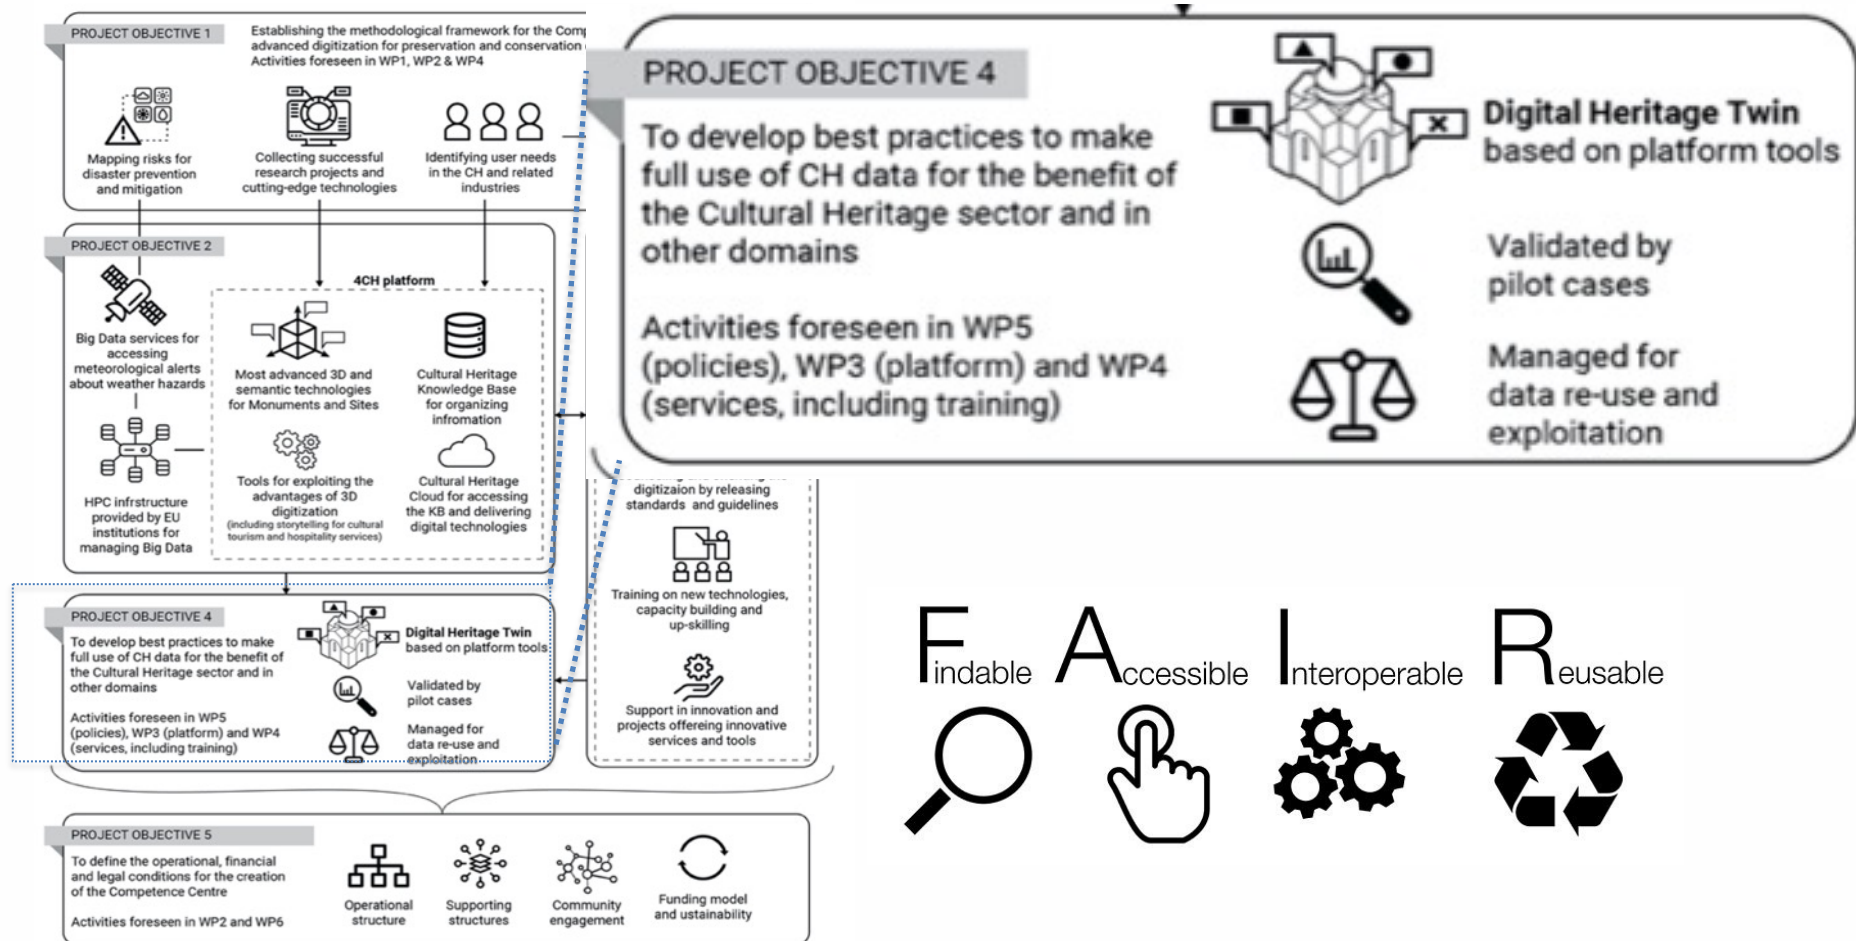 PROJECT OBJECTIVE 1
Establishing the methodological framework for the Comp
advanced digitization for preservation and conservation
Activities foreseen in WP1, WP2 & WP4
Mapping risks for
disaster prevention
and mitigation
Collecting successful
research projects and
cutting-edge technologies
Identifying user needs
in the CH and related
industries
PROJECT OBJECTIVE 2
Big Data services for
accessing
meteorological alerts
about weather hazards
HPC infrstructure
provided by EU
institutions for
managing Big Data
4CH platform
Most advanced 3D and
semantic technologies
for Monuments and Sites
Cultural Heritage
Knowledge Base
for organizing
infromation
Tools for exploiting the
advantages of 3D
digitization
(including storytelling for cultural
tourism and hospitality services)
Cultural Heritage
Cloud for accessing
the KB and delivering
digital technologies
PROJECT OBJECTIVE 4
To develop best practices to make
full use of CH data for the benefit of
the Cultural Heritage sector and in
other domains
Activities foreseen in WP5
(policies), WP3 (platform) and WP4
(services, including training)
Digital Heritage Twin
based on platform tools
Validated by
pilot cases
Managed for
data re-use and
exploitation
digitizaion by releasing
standards and guidelines
Training on new technologies,
capacity building and
up-skilling
Support in innovation and
projects offereing innovative
services and tools
PROJECT OBJECTIVE 4
To develop best practices to make
full use of CH data for the benefit of
the Cultural Heritage sector and in
other domains
Activities foreseen in WP5
(policies), WP3 (platform) and WP4
(services, including training)
Digital Heritage Twin
based on platform tools
Validated by
pilot cases
Managed for
data re-use and
exploitation
PROJECT OBJECTIVE 5
To define the operational, financial
and legal conditions for the creation
of the Competence Centre
Activities foreseen in WP2 and WP6
Operational
structure
Supporting
structures
Community
engagement
Funding model
and ustainability
Findable Accessible Interoperable Reusable